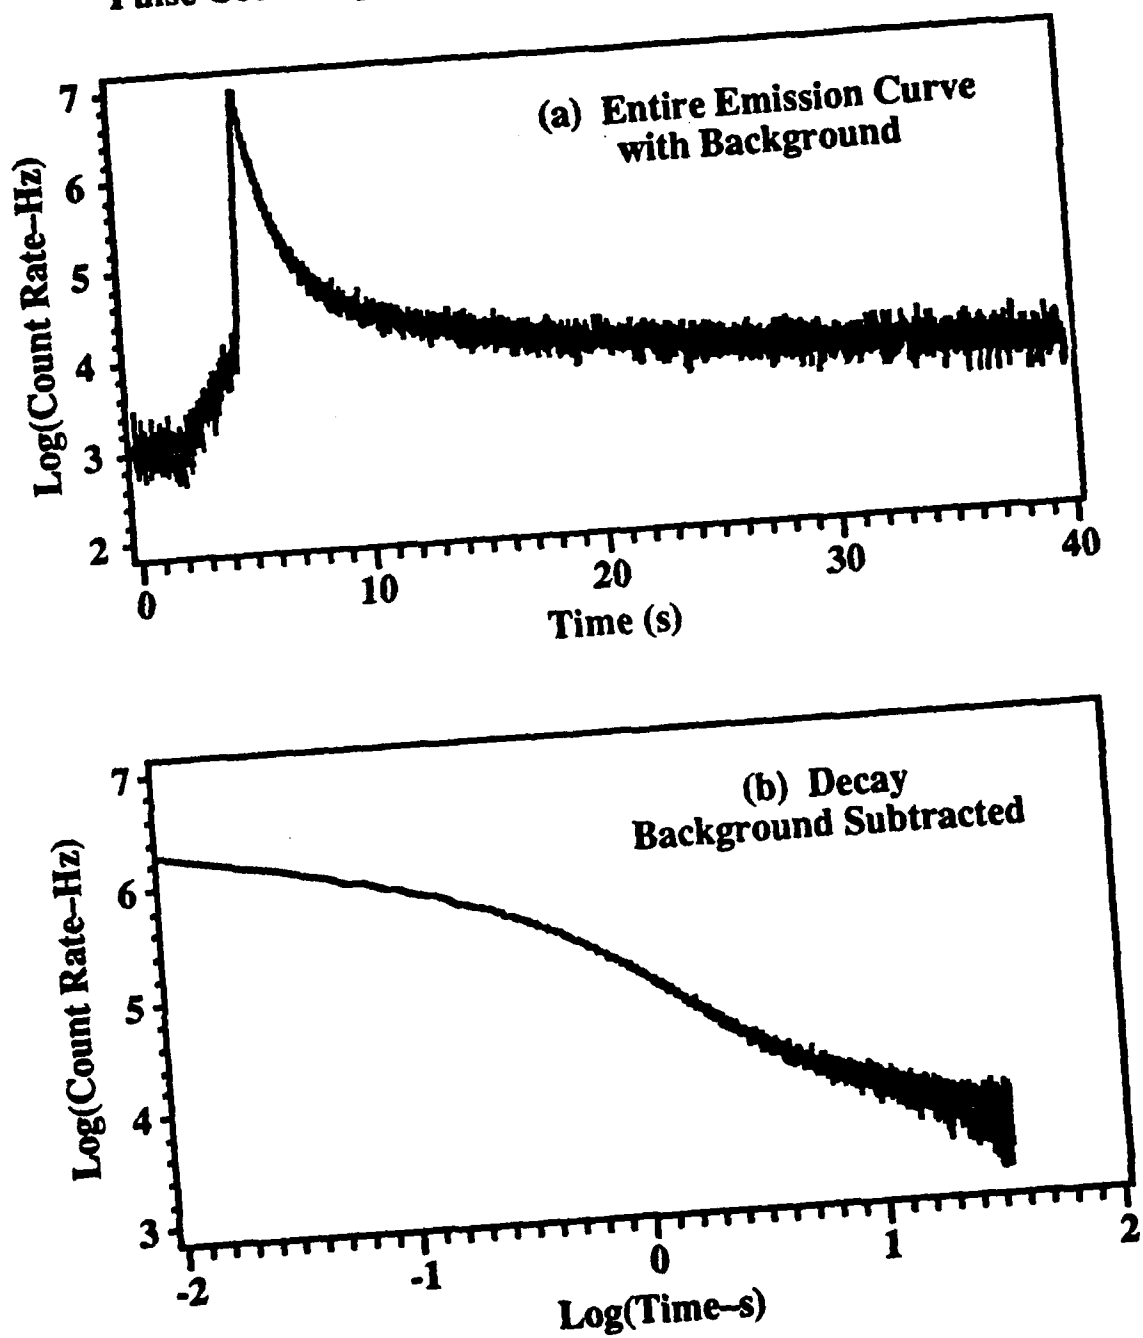 (a) Entire Emission Curve
with Background
Log(Count Rate–Hz)
7
6
5
4
3
2
0
10
20
30
40
Time (s)
(b) Decay
Background Subtracted
Log(Count Rate–Hz)
7
6
5
4
3
-2
-1
0
1
2
Log(Time–s)